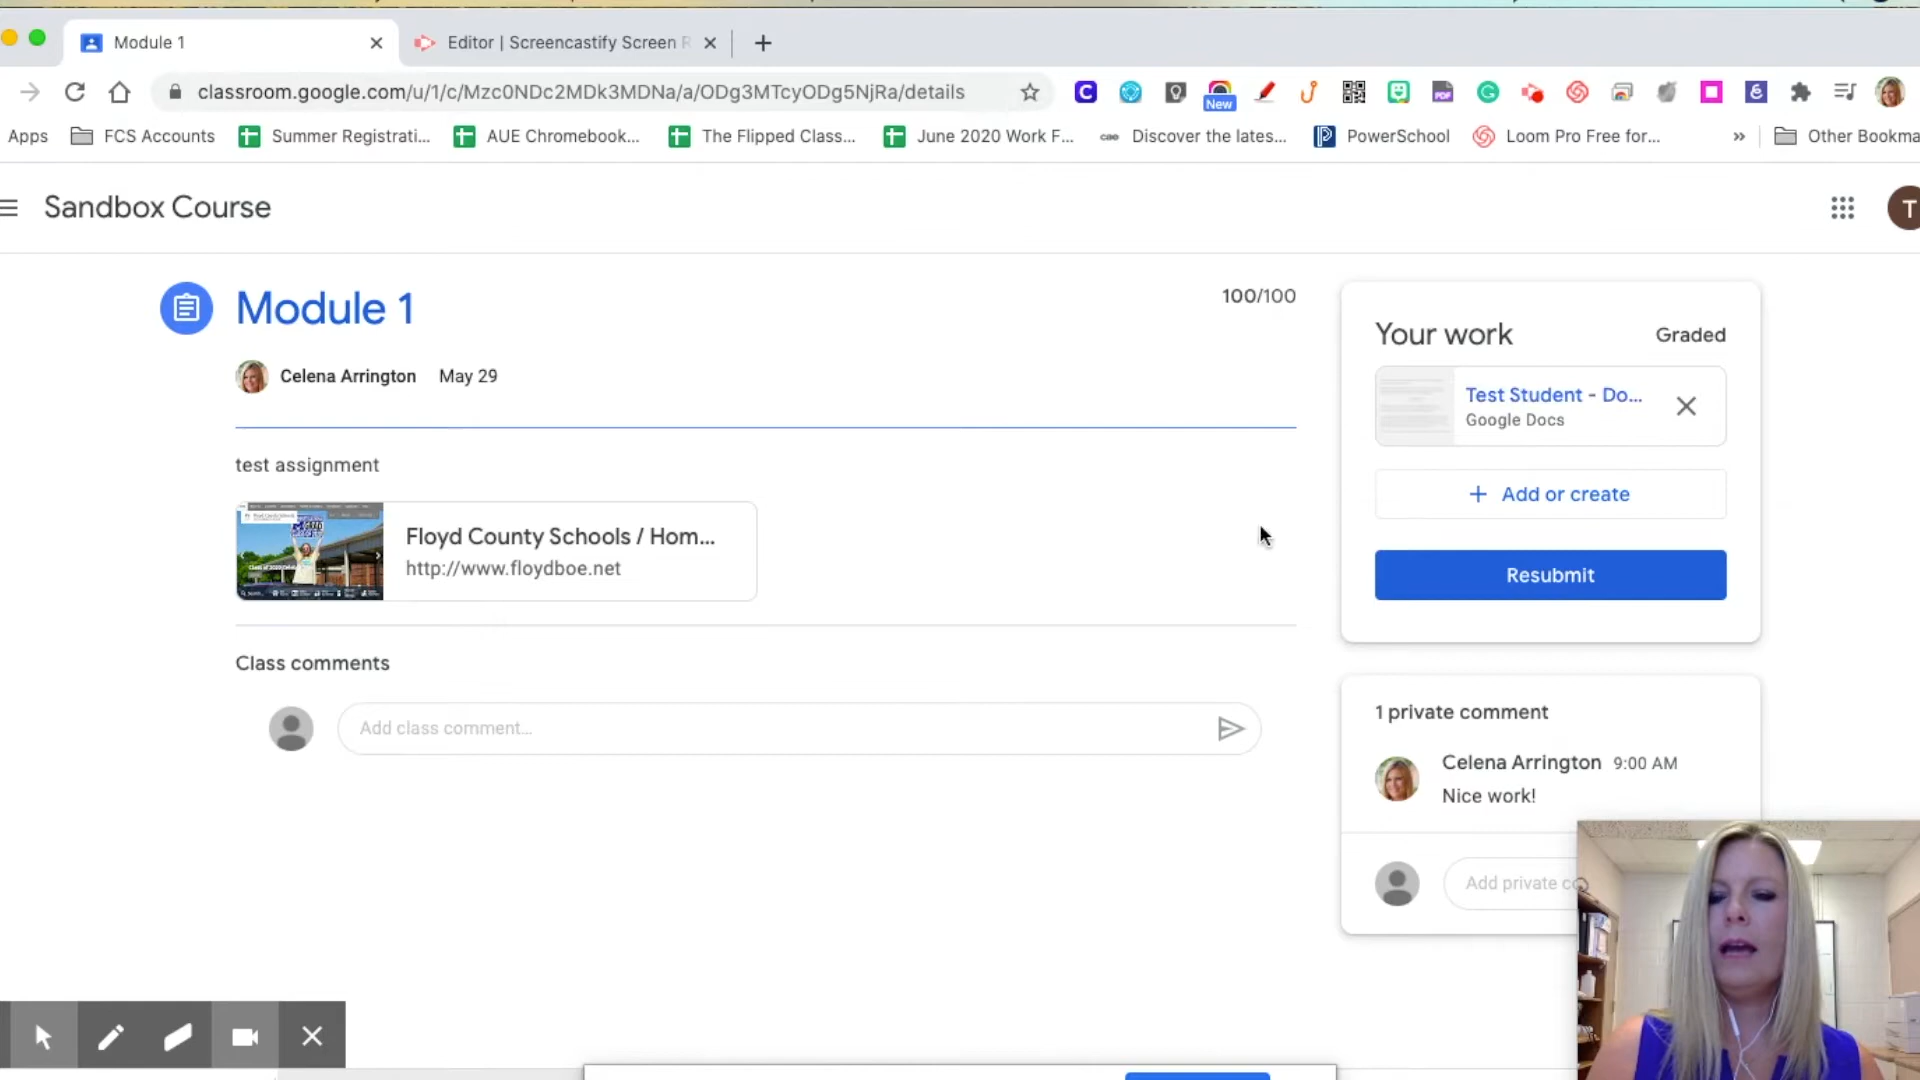 Module 1
Editor | Screencastify Screen R
classroom.google.com/u/1/c/Mzc0NDc2MDk3MDNa/a/ODg3MTcyODg5NjRa/details
New
Apps
FCS Accounts
Summer Registrati...
AUE Chromebook...
The Flipped Class...
June 2020 Work F...
Discover the lates...
PowerSchool
Loom Pro Free for...
Other Bookma
Sandbox Course
T
Module 1
100/100
Celena Arrington May 29
test assignment
Floyd County Schools / Hom...
http://www.floydboe.net
Class comments
Add class comment...
Your work
Graded
Test Student - Do...
Google Docs
+ Add or create
Resubmit
1 private comment
Celena Arrington 9:00 AM
Nice work!
Add private co